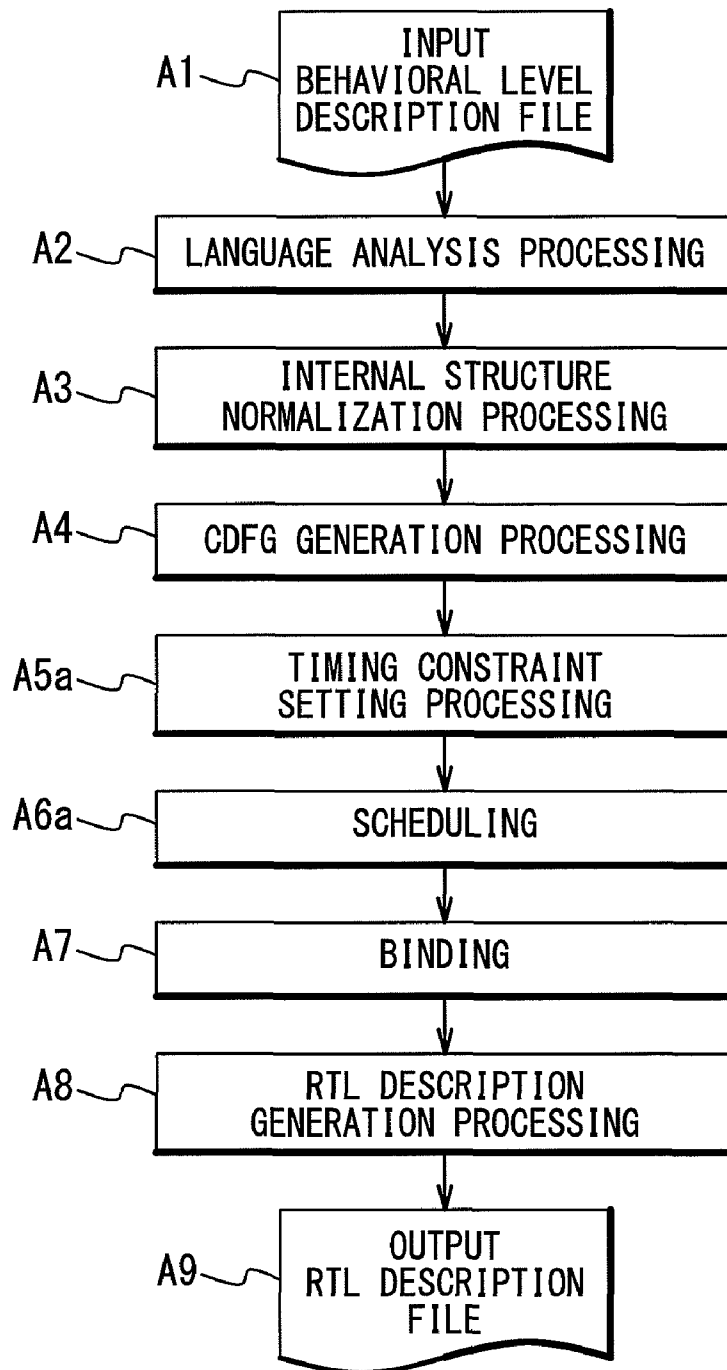 A1
INPUT
BEHAVIORAL LEVEL
DESCRIPTION FILE
A2
LANGUAGE ANALYSIS PROCESSING
A3
INTERNAL STRUCTURE
NORMALIZATION PROCESSING
A4
CDFG GENERATION PROCESSING
A5a
TIMING CONSTRAINT
SETTING PROCESSING
A6a
SCHEDULING
A7
BINDING
A8
RTL DESCRIPTION
GENERATION PROCESSING
A9
OUTPUT
RTL DESCRIPTION
FILE